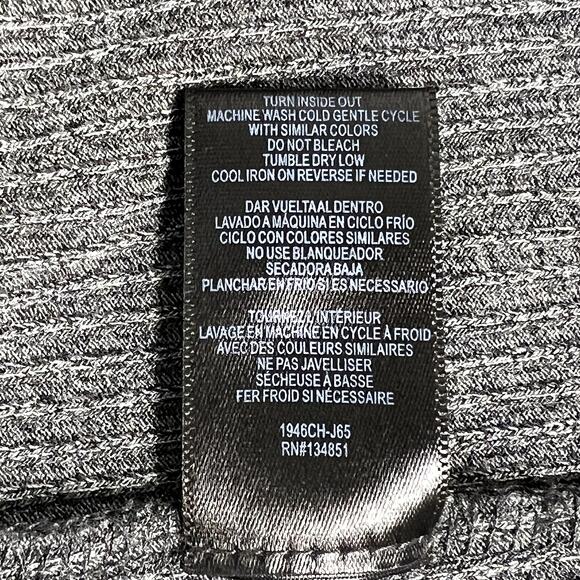 TURN INSIDE OUT
MACHINE WASH COLD GENTLE CYCLE
WITH SIMILAR COLORS
DO NOT BLEACH
TUMBLE DRY LOW
COOL IRON ON REVERSE IF NEEDED
DAR VUELTA AL DENTRO
LAVADO A MÁQUINA EN CICLO FRÍO
CICLO CON COLORES SIMILARES
NO USE BLANQUEADOR
SECADORA BAJA
PLANCHAR EN FRÍO SI ES NECESARIO
TOURNEZ L'INTÉRIEUR
LAVAGE EN MACHINE EN CYCLE À FROID
AVEC DES COULEURS SIMILAIRES
NE PAS JAVELLISER
SÉCHEUSE À BASSE
FER FROID SI NÉCESSAIRE
1946CH-J65
RN#134851